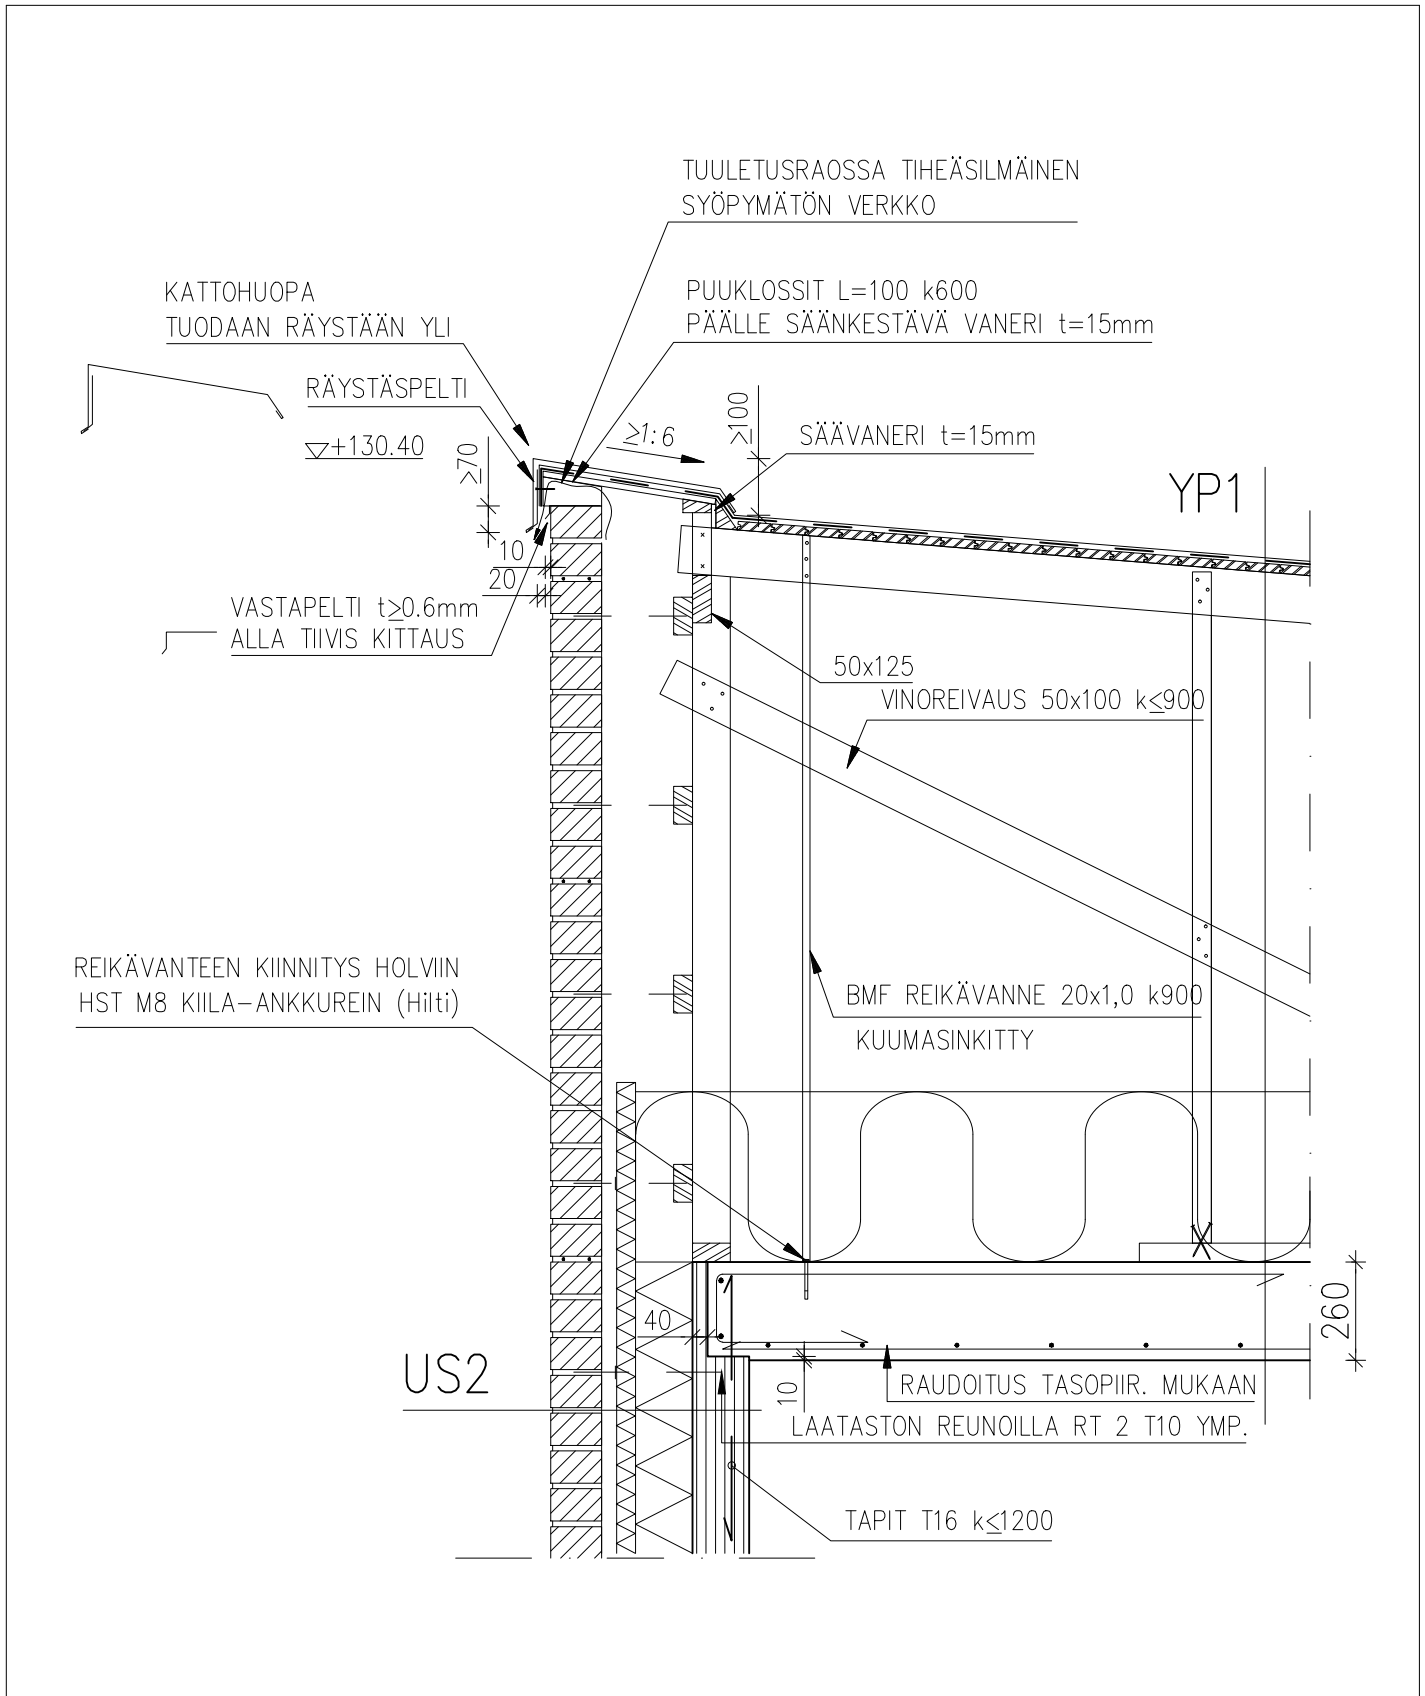 TUULETUSRAOSSA TIHEÄSILMÄINEN
SYÖPYMÄTÖN VERKKO
KATTOHUOPA
TUODAAN RÄYSTÄÄN YLI
PUUKLOSSIT L=100 k600
PÄÄLLE SÄÄNKESTÄVÄ VANERI t=15mm
RÄYSTÄSPELTI
+130.40
≥70
≥1:6
≥100
SÄÄVANERI t=15mm
YP1
10
20
VASTAPELTI t≥0.6mm
ALLA TIIVIS KITTAUS
50x125
VINOREIVAUS 50x100 k≤900
REIKÄVANTEEN KIINNITYS HOLVIIN
HST M8 KIILA-ANKKUREIN (Hilti)
BMF REIKÄVANNE 20x1,0 k900
KUUMASINKITTY
40
260
US2
10
RAUDOITUS TASOPIIR. MUKAAN
LAATASTON REUNOILLA RT 2 T10 YMP.
TAPIT T16 k≤1200